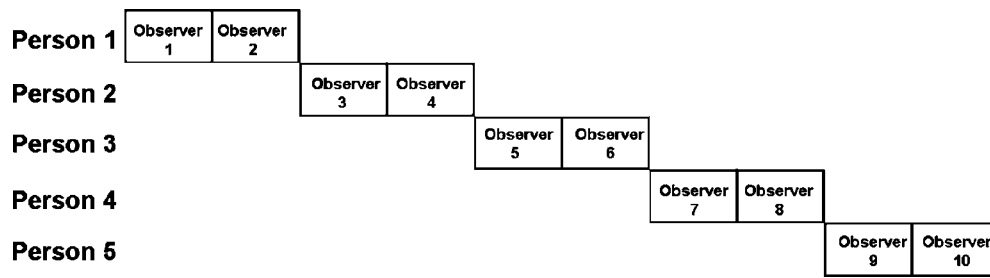 Person 1
Observer 1
Observer 2
Person 2
Observer 3
Observer 4
Person 3
Observer 5
Observer 6
Person 4
Observer 7
Observer 8
Person 5
Observer 9
Observer 10